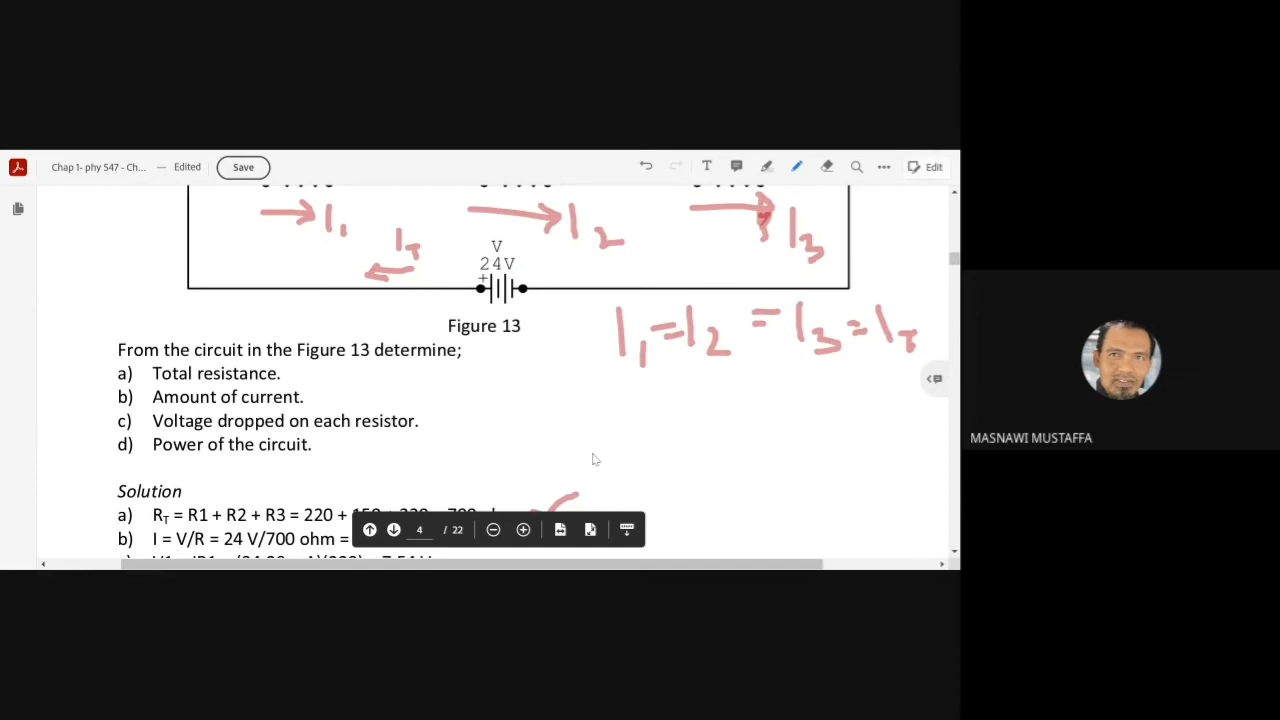 Chap 1- phy 547 - Ch... — Edited Save Edit
I1 I2 I3
IT
V
24V
+
Figure 13
I1 = I2 = I3 = IT
From the circuit in the Figure 13 determine;
a) Total resistance.
b) Amount of current.
c) Voltage dropped on each resistor.
d) Power of the circuit.
MASNAWI MUSTAFFA
Solution
a) RT = R1 + R2 + R3 = 220 +
4 / 22
b) I = V/R = 24 V/700 ohm =